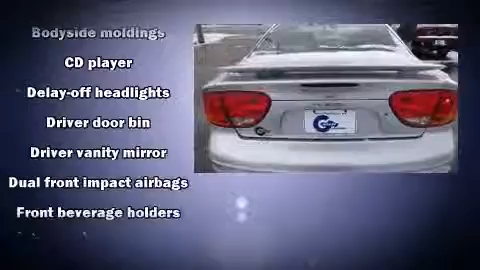 Bodyside moldings
CD player
Delay-off headlights
Driver door bin
Driver vanity mirror
Dual front impact airbags
Front beverage holders